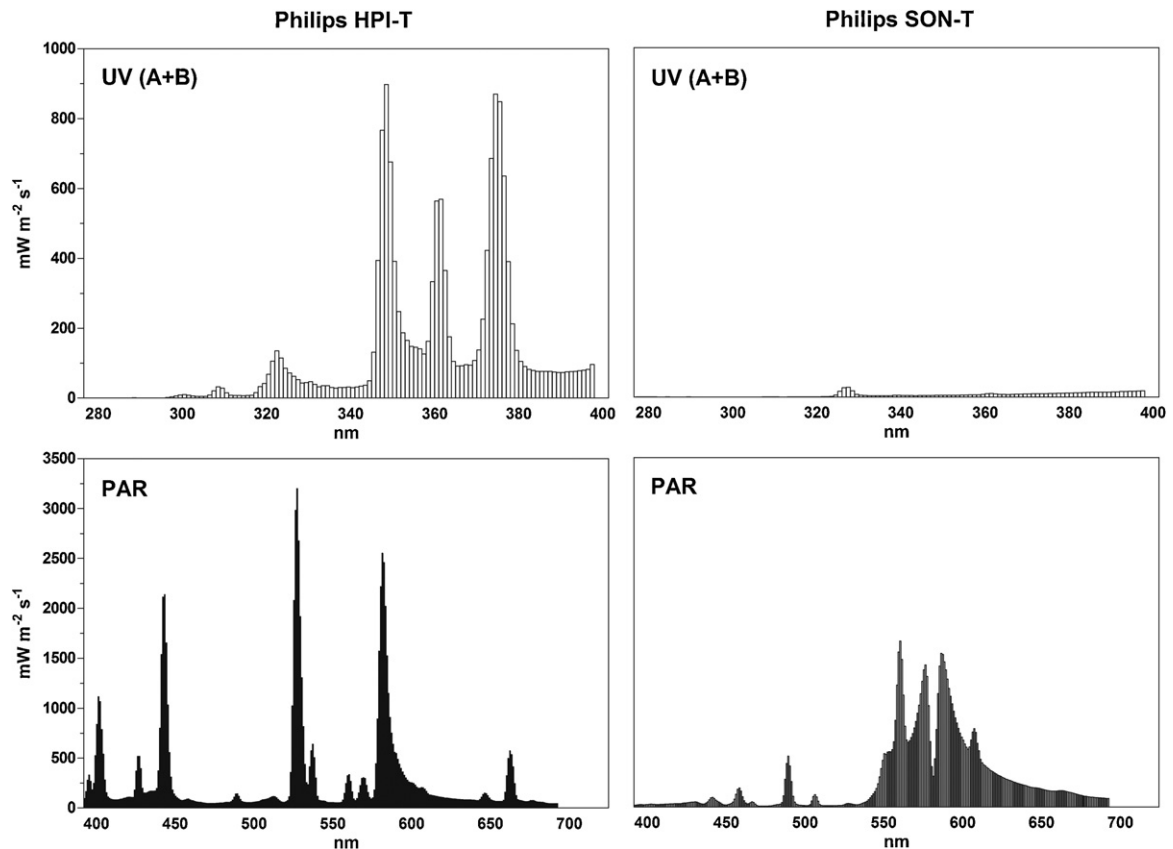 Philips HPI-T
Philips SON-T
UV (A+B)
1000
800
600
400
200
0
mW m⁻² s⁻¹
280 300 320 340 360 380 400
nm
UV (A+B)
280 300 320 340 360 380 400
nm
PAR
3500
3000
2500
2000
1500
1000
500
0
mW m⁻² s⁻¹
400 450 500 550 600 650 700
nm
PAR
400 450 500 550 600 650 700
nm